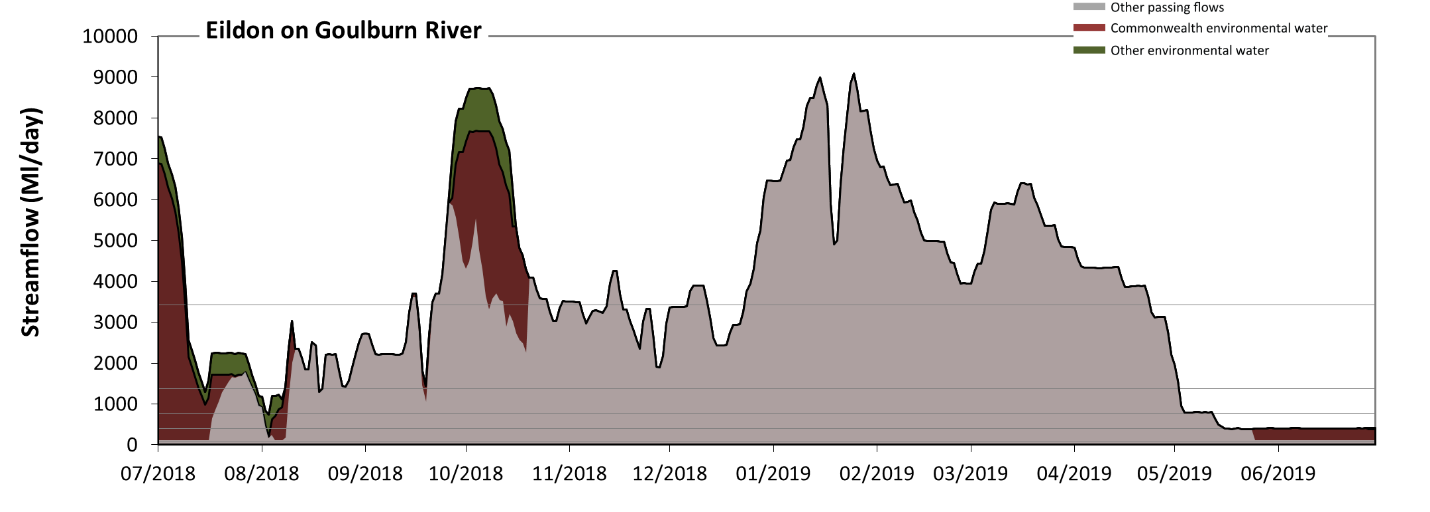 Other passing flows
Commonwealth environmental water
Other environmental water
Eildon on Goulburn River
Streamflow (Ml/day)
10000
9000
8000
7000
6000
5000
4000
3000
2000
1000
0
07/2018 08/2018 09/2018 10/2018 11/2018 12/2018 01/2019 02/2019 03/2019 04/2019 05/2019 06/2019